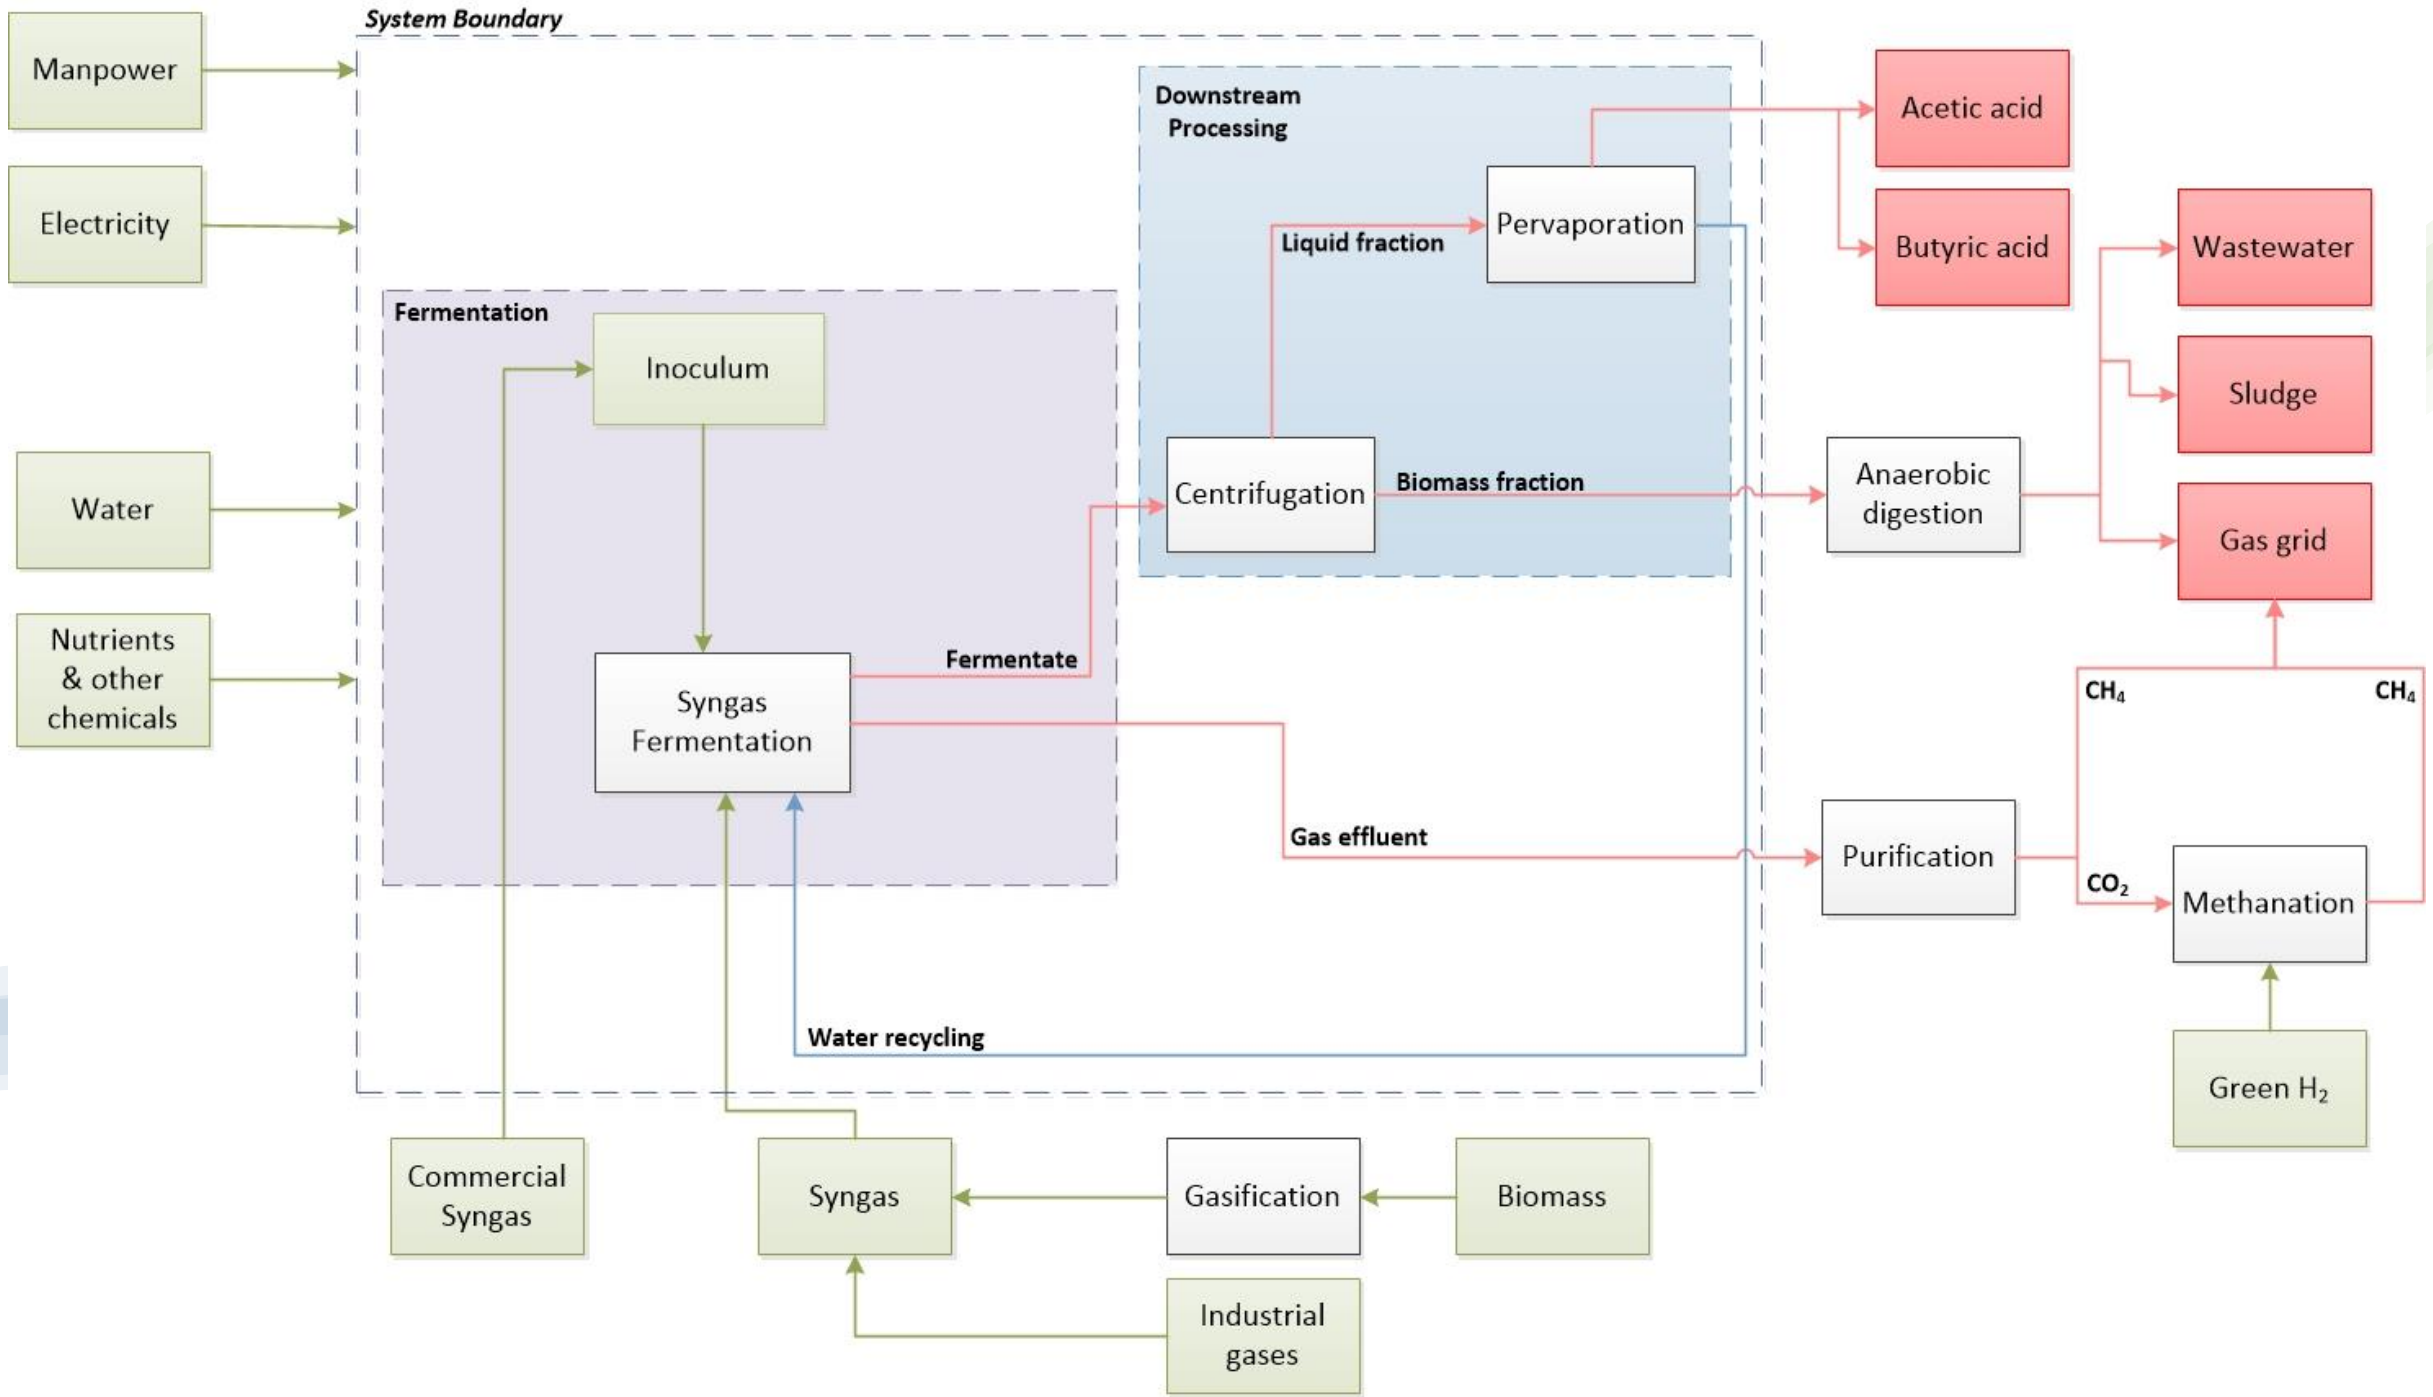 System Boundary
Manpower
Electricity
Water
Nutrients
& other
chemicals
Fermentation
Inoculum
Syngas
Fermentation
Fermentate
Gas effluent
Water recycling
Downstream
Processing
Pervaporation
Liquid fraction
Centrifugation
Biomass fraction
Acetic acid
Butyric acid
Wastewater
Sludge
Gas grid
Anaerobic
digestion
CH₄
CH₄
Purification
CO₂
Methanation
Green H₂
Commercial
Syngas
Syngas
Gasification
Biomass
Industrial
gases